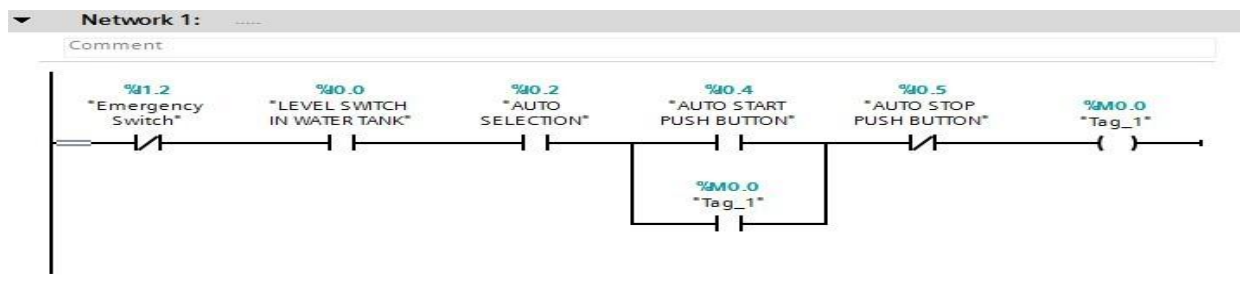 Network 1: .....
Comment
%I1.2
"Emergency
Switch"
%I0.0
"LEVEL SWITCH
IN WATER TANK"
%I0.2
"AUTO
SELECTION"
%I0.4
"AUTO START
PUSH BUTTON"
%I0.5
"AUTO STOP
PUSH BUTTON"
%M0.0
"Tag_1"
%M0.0
"Tag_1"